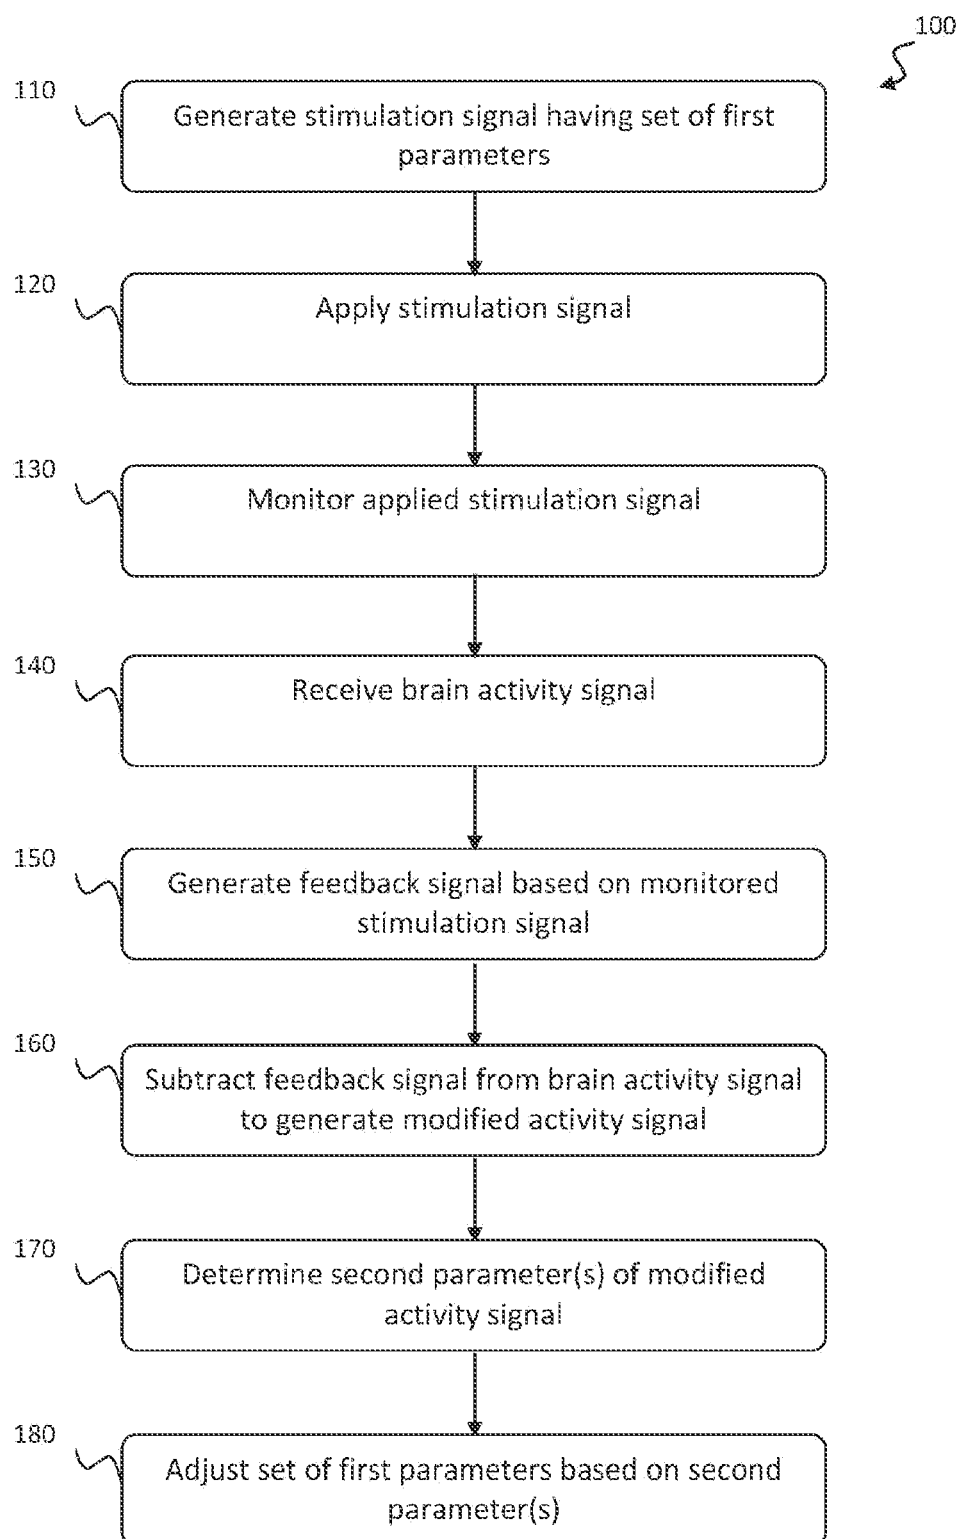 100
110
Generate stimulation signal having set of first
parameters
120
Apply stimulation signal
130
Monitor applied stimulation signal
140
Receive brain activity signal
150
Generate feedback signal based on monitored
stimulation signal
160
Subtract feedback signal from brain activity signal
to generate modified activity signal
170
Determine second parameter(s) of modified
activity signal
180
Adjust set of first parameters based on second
parameter(s)